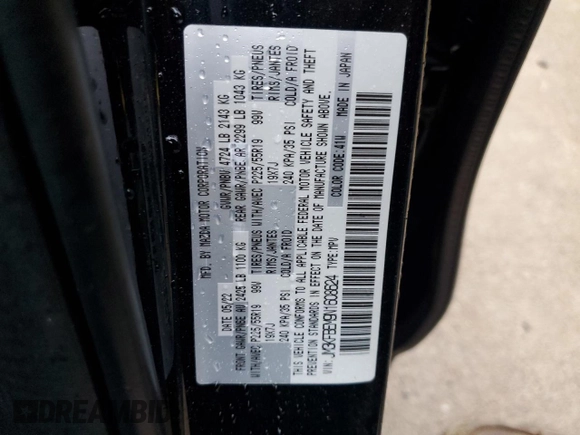 MFD. BY MAZDA MOTOR CORPORATION
DATE 05/22 GVWR/PNBV 4724 LB 2143 KG
FRONT GAWR/PNBE AV 2425 LB 1100 KG REAR GAWR/PNBE AR 2299 LB 1043 KG
WITH/AVEC P225/55R19 99V TIRES/PNEUS WITH/AVEC P225/55R19 99V TIRES/PNEUS
19X7J RIMS/JANTES 19X7J RIMS/JANTES
240 KPA/35 PSI COLD/A FROID 240 KPA/35 PSI COLD/A FROID
THIS VEHICLE CONFORMS TO ALL APPLICABLE FEDERAL MOTOR VEHICLE SAFETY AND THEFT
PREVENTION STANDARDS IN EFFECT ON THE DATE OF MANUFACTURE SHOWN ABOVE.
VIN: JM3KFBEM9N1608624 TYPE:MPV COLOR CODE:41W MADE IN JAPAN
DREAMBID